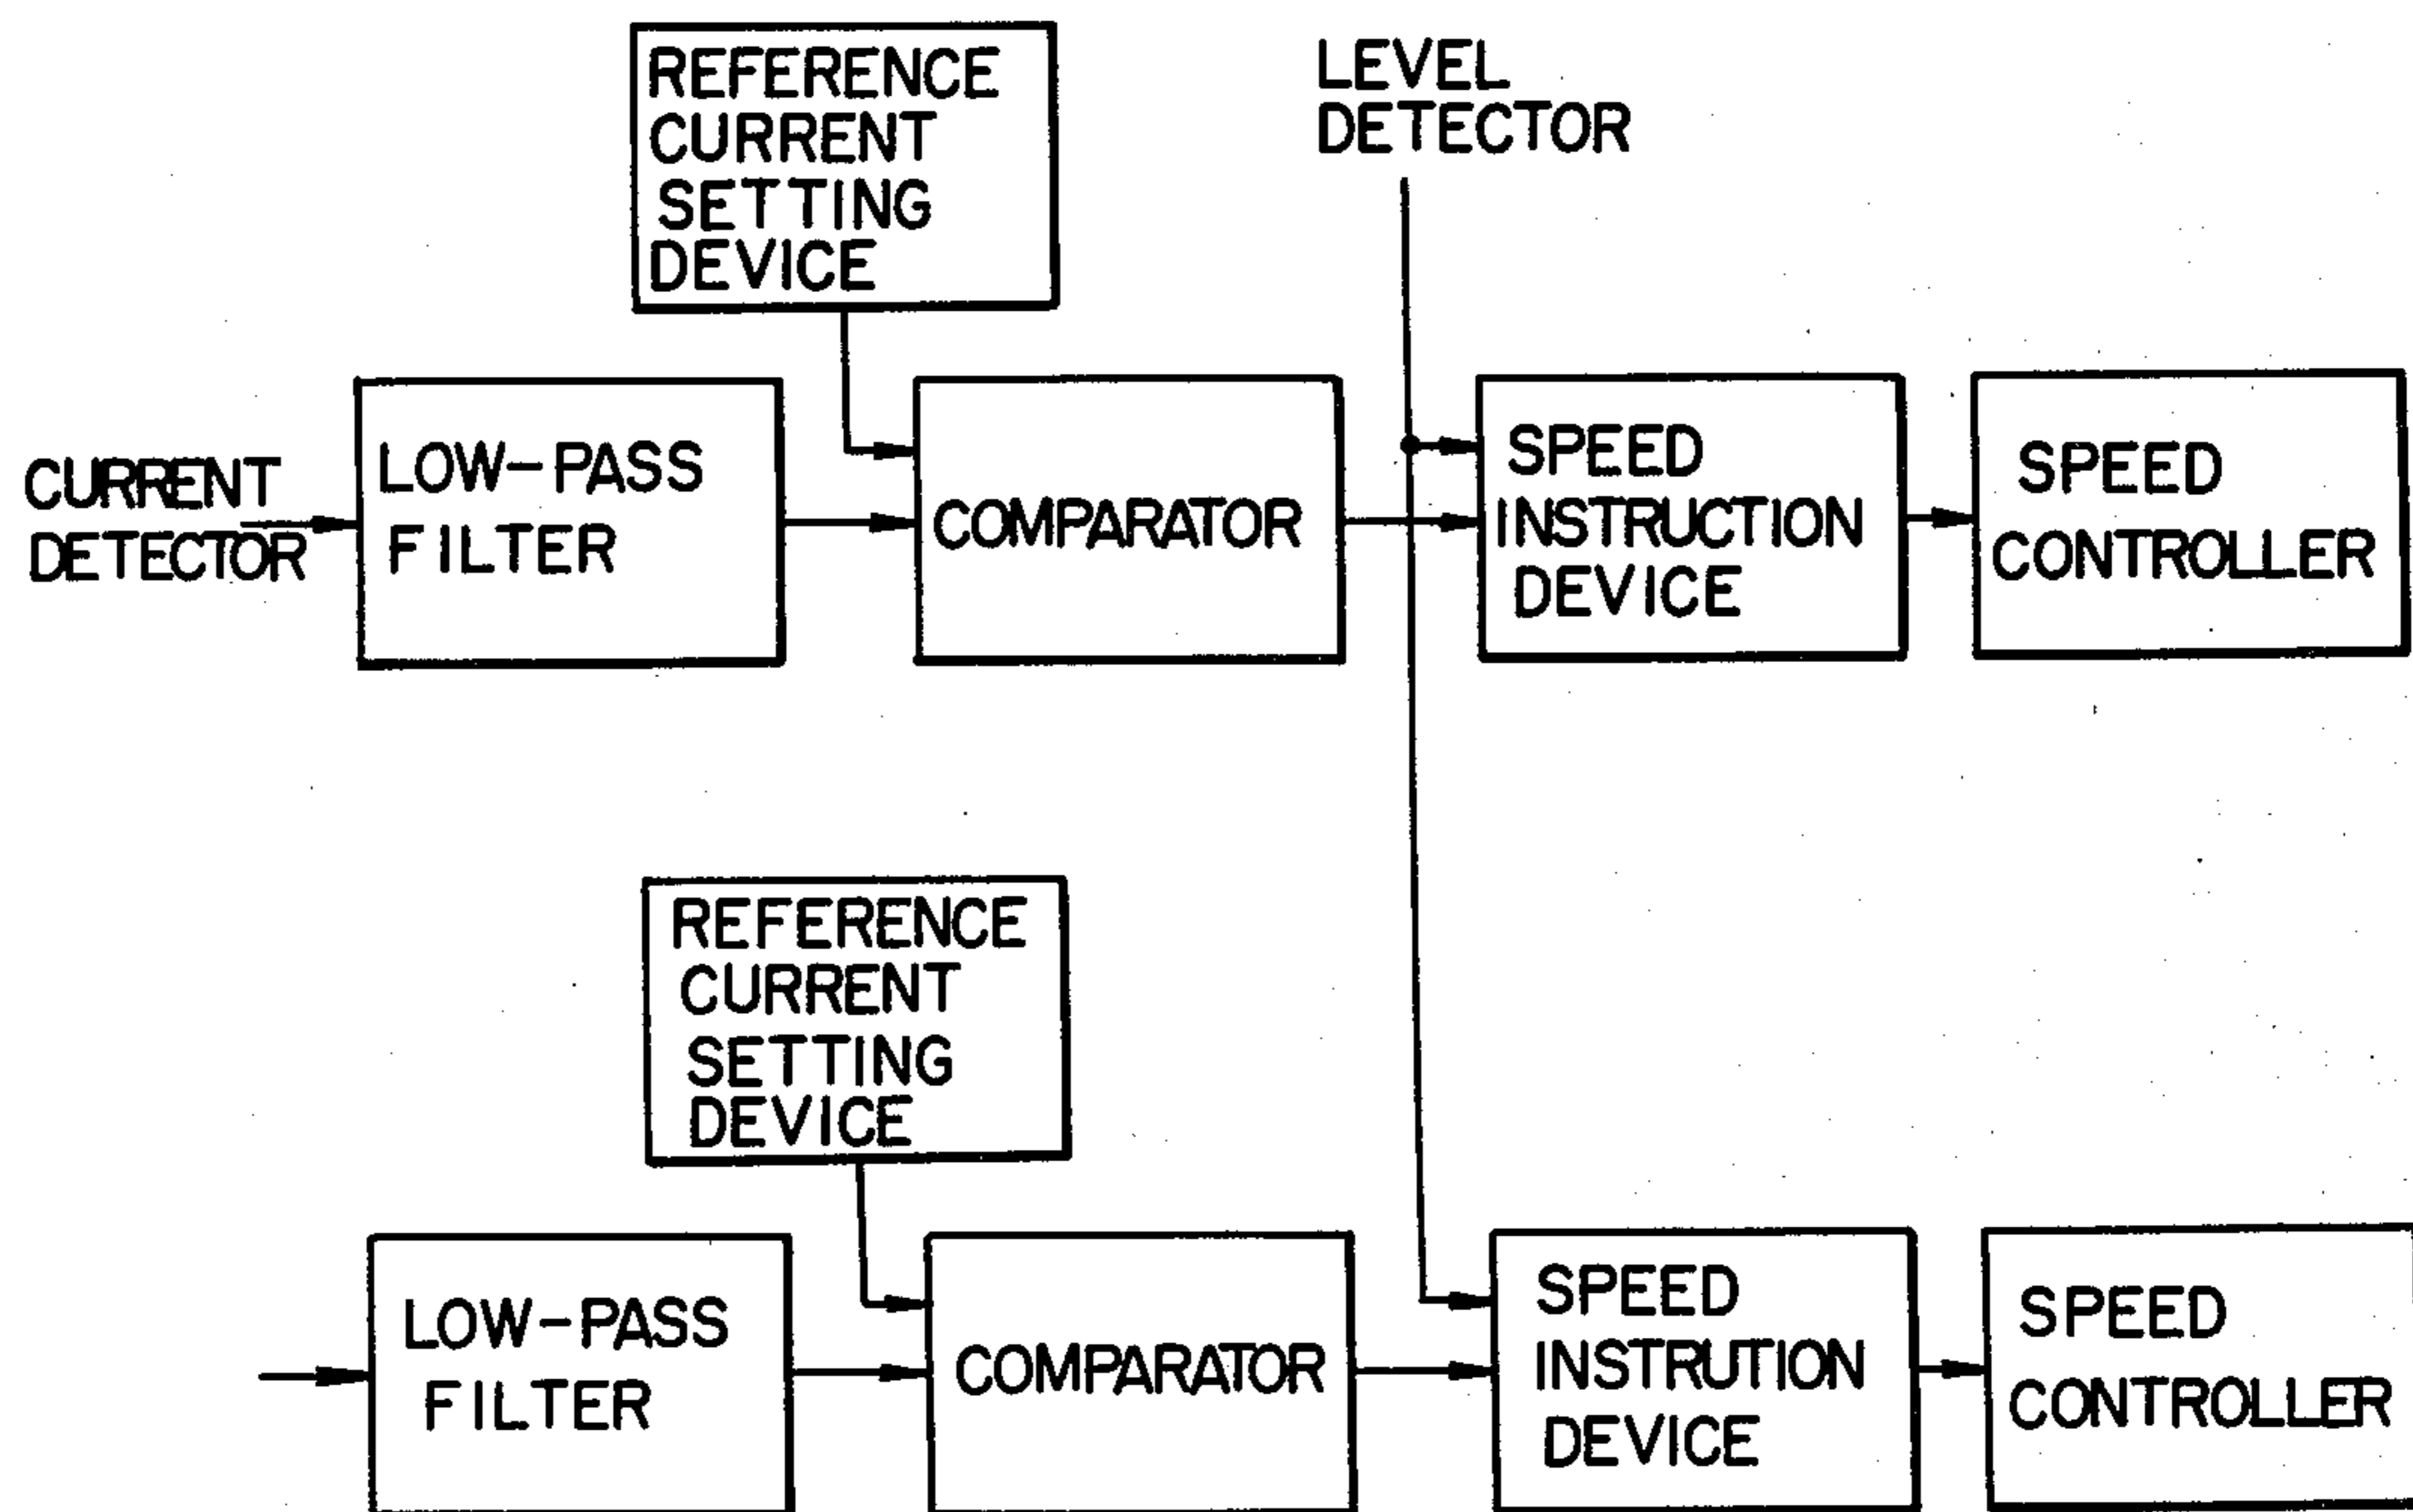 REFERENCE
CURRENT
SETTING
DEVICE
LEVEL
DETECTOR
CURRENT
DETECTOR
LOW-PASS
FILTER
COMPARATOR
SPEED
INSTRUCTION
DEVICE
SPEED
CONTROLLER
REFERENCE
CURRENT
SETTING
DEVICE
LOW-PASS
FILTER
COMPARATOR
SPEED
INSTRUTION
DEVICE
SPEED
CONTROLLER